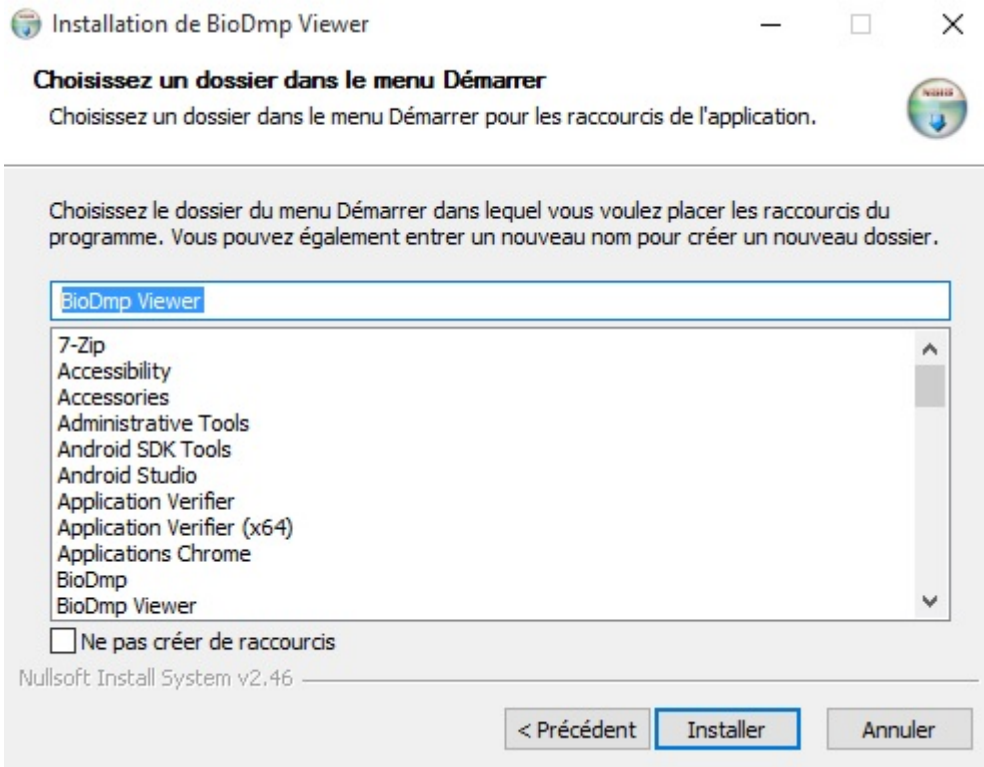 Installation de BioDmp Viewer
Choisissez un dossier dans le menu Démarrer
Choisissez un dossier dans le menu Démarrer pour les raccourcis de l'application.
Choisissez le dossier du menu Démarrer dans lequel vous voulez placer les raccourcis du
programme. Vous pouvez également entrer un nouveau nom pour créer un nouveau dossier.
BioDmp Viewer
7-Zip
Accessibility
Accessories
Administrative Tools
Android SDK Tools
Android Studio
Application Verifier
Application Verifier (x64)
Applications Chrome
BioDmp
BioDmp Viewer
Ne pas créer de raccourcis
Nullsoft Install System v2.46
< Précédent
Installer
Annuler